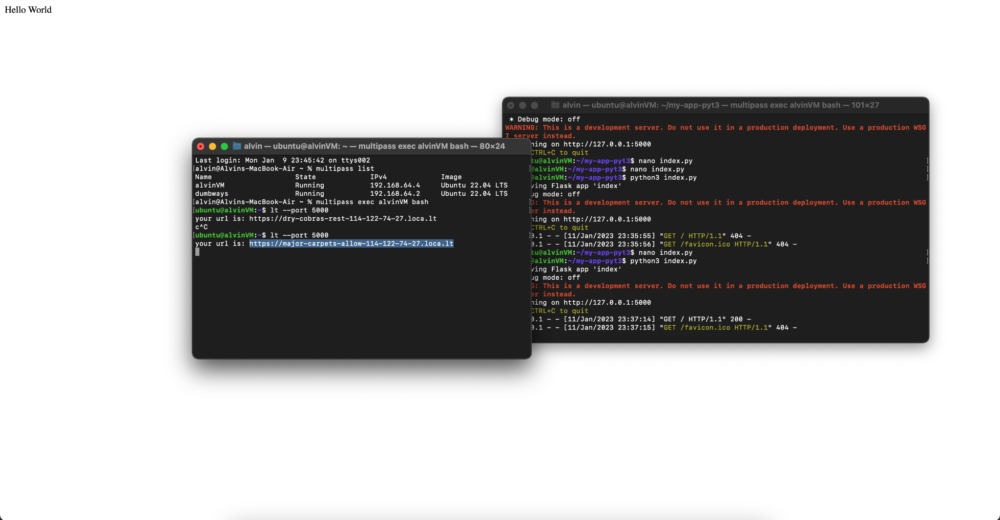 Hello World
alvin — ubuntu@alvinVM: ~/my-app-pyt3 — multipass exec alvinVM bash — 101×27
* Debug mode: off
WARNING: This is a development server. Do not use it in a production deployment. Use a production WSG
I server instead.
ning on http://127.0.0.1:5000
CTRL+C to quit
tu@alvinVM:~/my-app-pyt3$ nano index.py
@alvinVM:~/my-app-pyt3$ nano index.py
@alvinVM:~/my-app-pyt3$ python3 index.py
ving Flask app 'index'
ug mode: off
G: This is a development server. Do not use it in a production deployment. Use a production WSG
er instead.
ning on http://127.0.0.1:5000
CTRL+C to quit
0.1 - - [11/Jan/2023 23:35:55] "GET / HTTP/1.1" 404 -
0.1 - - [11/Jan/2023 23:35:56] "GET /favicon.ico HTTP/1.1" 404 -
tu@alvinVM:~/my-app-pyt3$ nano index.py
@alvinVM:~/my-app-pyt3$ python3 index.py
ving Flask app 'index'
ug mode: off
G: This is a development server. Do not use it in a production deployment. Use a production WSG
er instead.
ning on http://127.0.0.1:5000
CTRL+C to quit
0.1 - - [11/Jan/2023 23:37:14] "GET / HTTP/1.1" 200 -
0.1 - - [11/Jan/2023 23:37:15] "GET /favicon.ico HTTP/1.1" 404 -
alvin — ubuntu@alvinVM: ~ — multipass exec alvinVM bash — 80×24
Last login: Mon Jan  9 23:45:42 on ttys002
[alvin@Alvins-MacBook-Air ~ % multipass list ]
Name State IPv4 Image
alvinVM Running 192.168.64.4 Ubuntu 22.04 LTS
dumbways Running 192.168.64.2 Ubuntu 22.04 LTS
[alvin@Alvins-MacBook-Air ~ % multipass exec alvinVM bash ]
[ubuntu@alvinVM:~$ lt --port 5000 ]
your url is: https://dry-cobras-rest-114-122-74-27.loca.lt
c^C
[ubuntu@alvinVM:~$ lt --port 5000 ]
your url is: https://major-carpets-allow-114-122-74-27.loca.lt